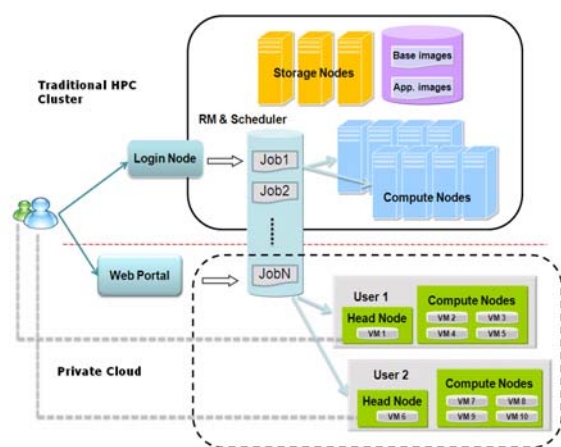 Traditional HPC
Cluster
Storage Nodes
Base images
App. images
RM & Scheduler
Login Node
Job1
Job2
Compute Nodes
Web Portal
JobN
User 1
Head Node
VM 1
Compute Nodes
VM 2 VM 3
VM 4 VM 5
Private Cloud
User 2
Head Node
VM 6
Compute Nodes
VM 7 VM 8
VM 9 VM 10